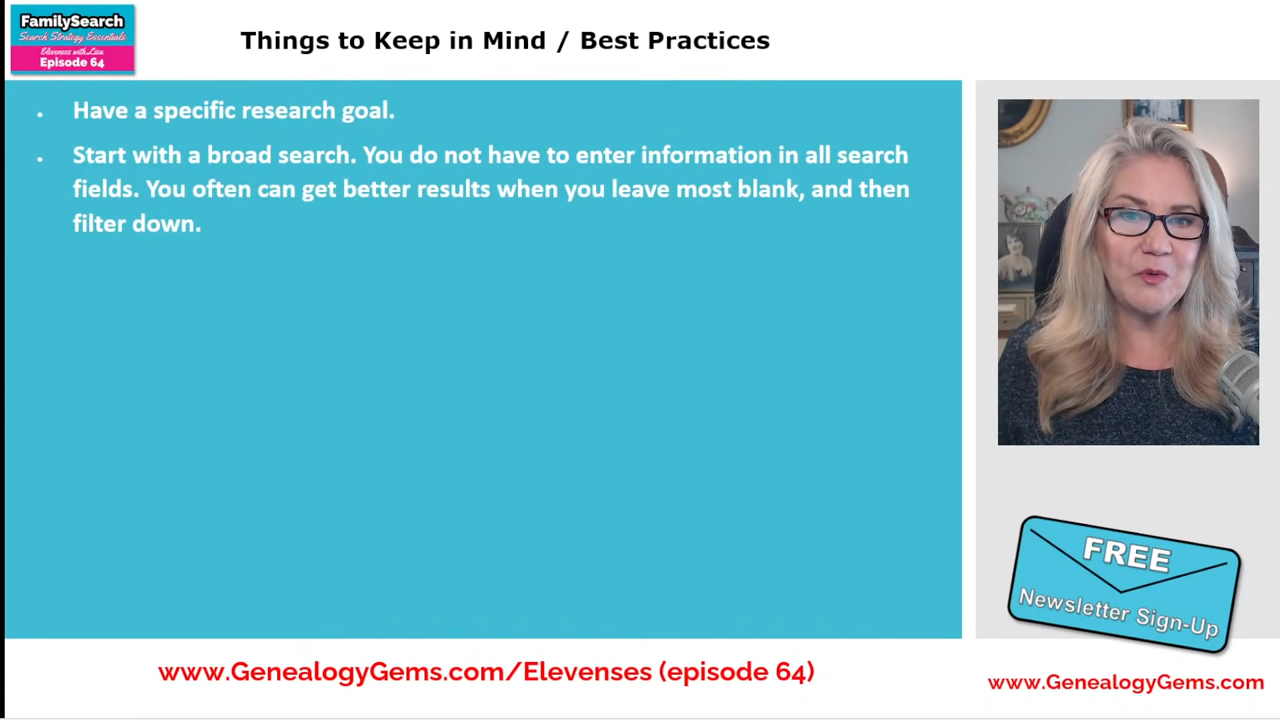 FamilySearch
Search Strategy Essentials
Elevenses with Lisa
Episode 64
Things to Keep in Mind / Best Practices
• Have a specific research goal.
• Start with a broad search. You do not have to enter information in all search
fields. You often can get better results when you leave most blank, and then
filter down.
FREE
Newsletter Sign-Up
www.GenealogyGems.com/Elevenses (episode 64)
www.GenealogyGems.com